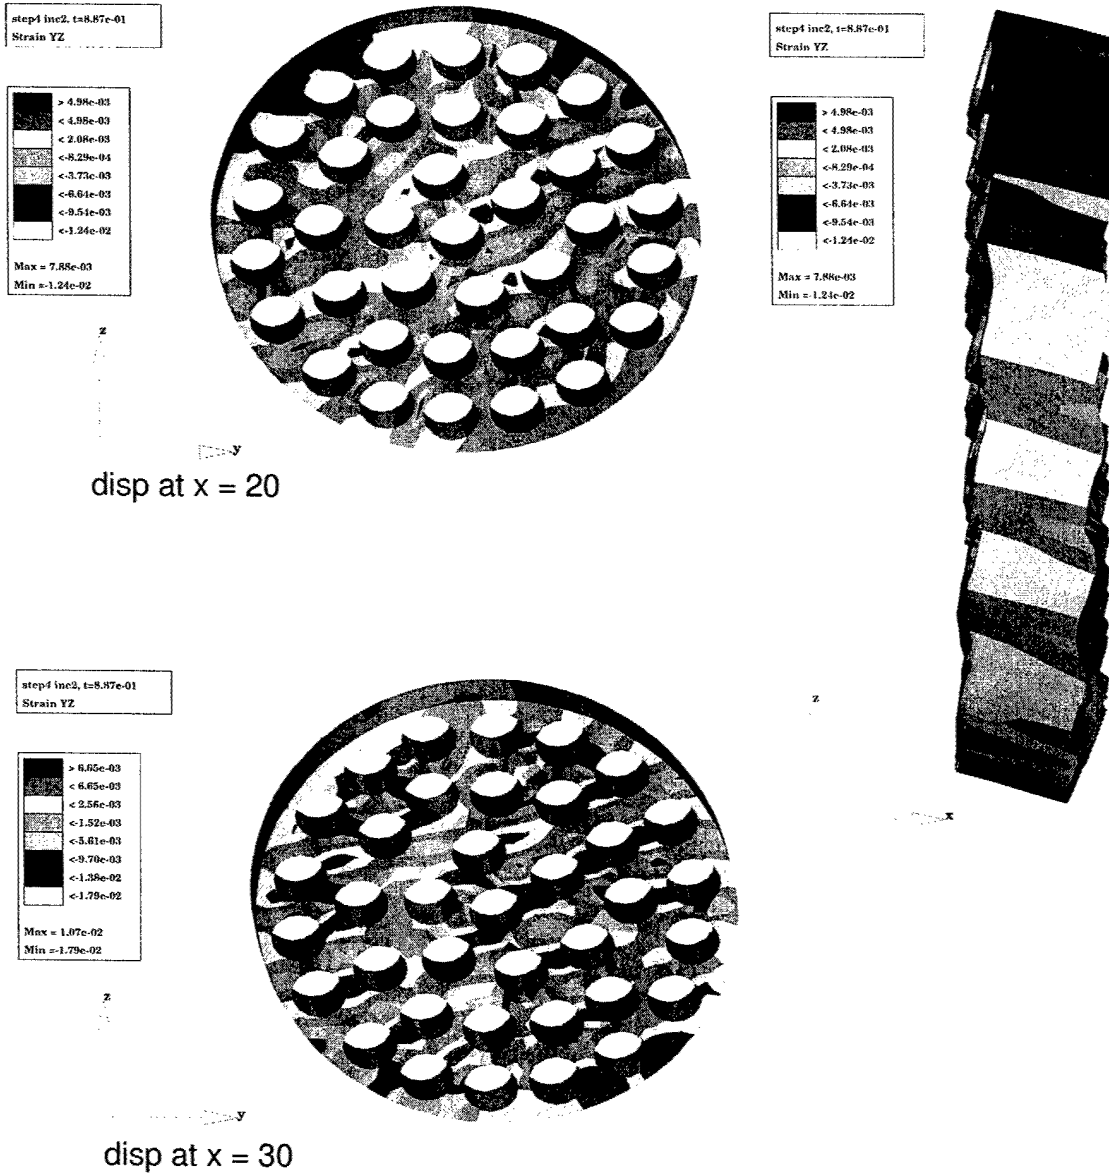 step4 inc2, t=8.87e-01
Strain YZ
> 4.98e-03
< 4.98e-03
< 2.08e-03
<-8.29e-04
<-3.73e-03
<-6.64e-03
<-9.54e-03
<-1.24e-02
Max = 7.88e-03
Min =-1.24e-02
z
y
disp at x = 20
step4 inc2, t=8.87e-01
Strain YZ
> 4.98e-03
< 4.98e-03
< 2.08e-03
<-8.29e-04
<-3.73e-03
<-6.64e-03
<-9.54e-03
<-1.24e-02
Max = 7.88e-03
Min =-1.24e-02
z
x
step4 inc2, t=8.87e-01
Strain YZ
> 6.65e-03
< 6.65e-03
< 2.56e-03
<-1.52e-03
<-5.61e-03
<-9.70e-03
<-1.38e-02
<-1.79e-02
Max = 1.07e-02
Min =-1.79e-02
z
y
disp at x = 30